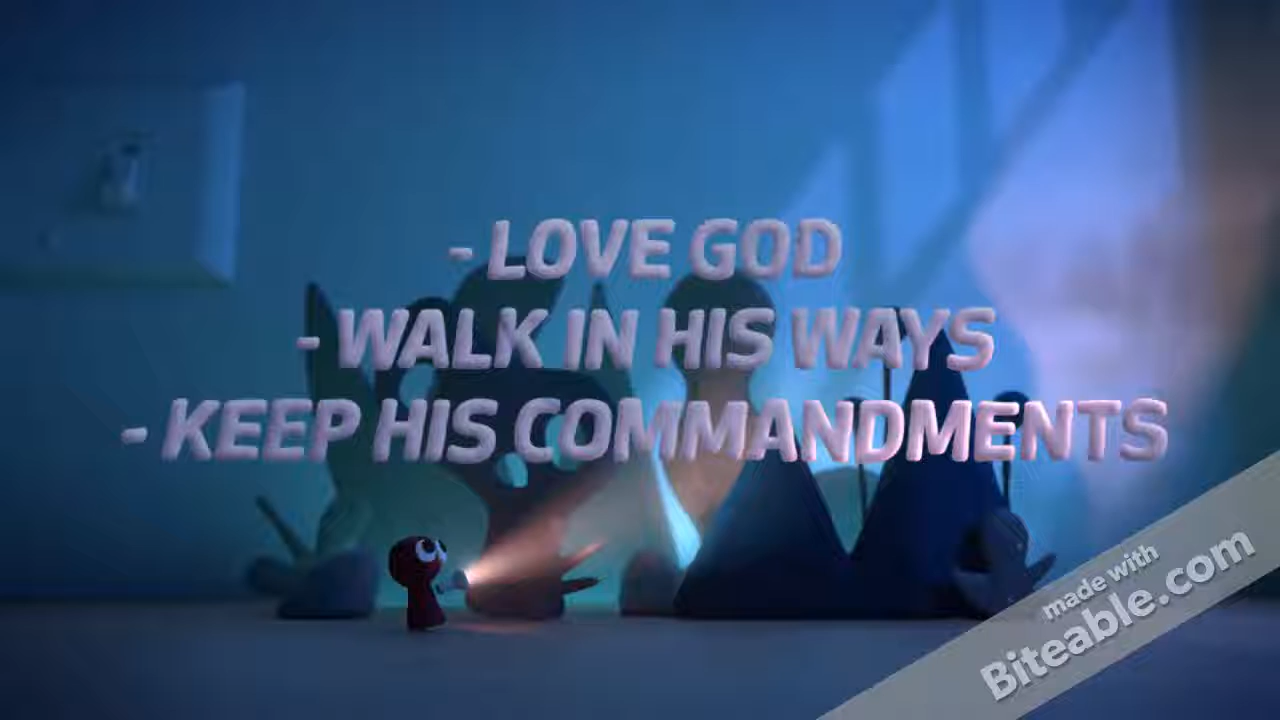 - LOVE GOD
- WALK IN HIS WAYS
- KEEP HIS COMMANDMENTS
made with
Biteable.com